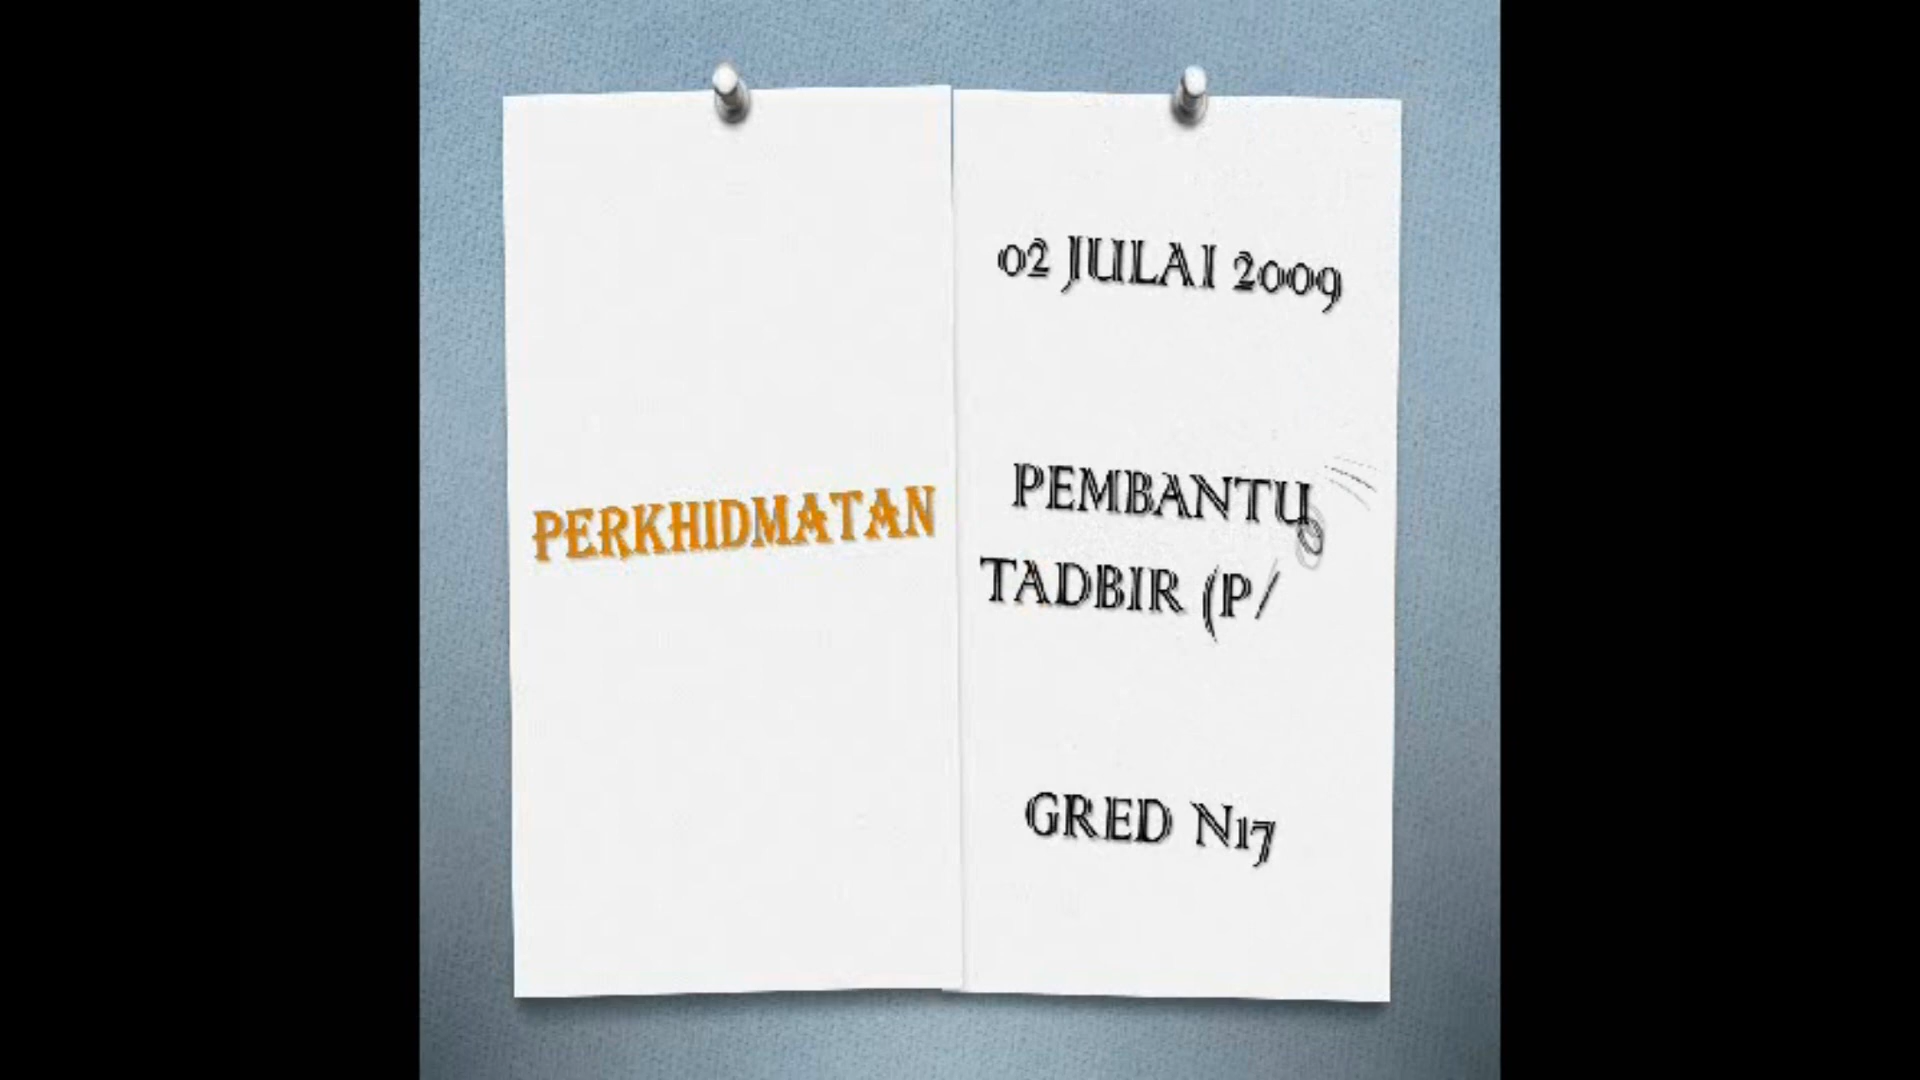 PERKHIDMATAN
02 JULAI 2009
PEMBANTU
TADBIR (P/
GRED N17